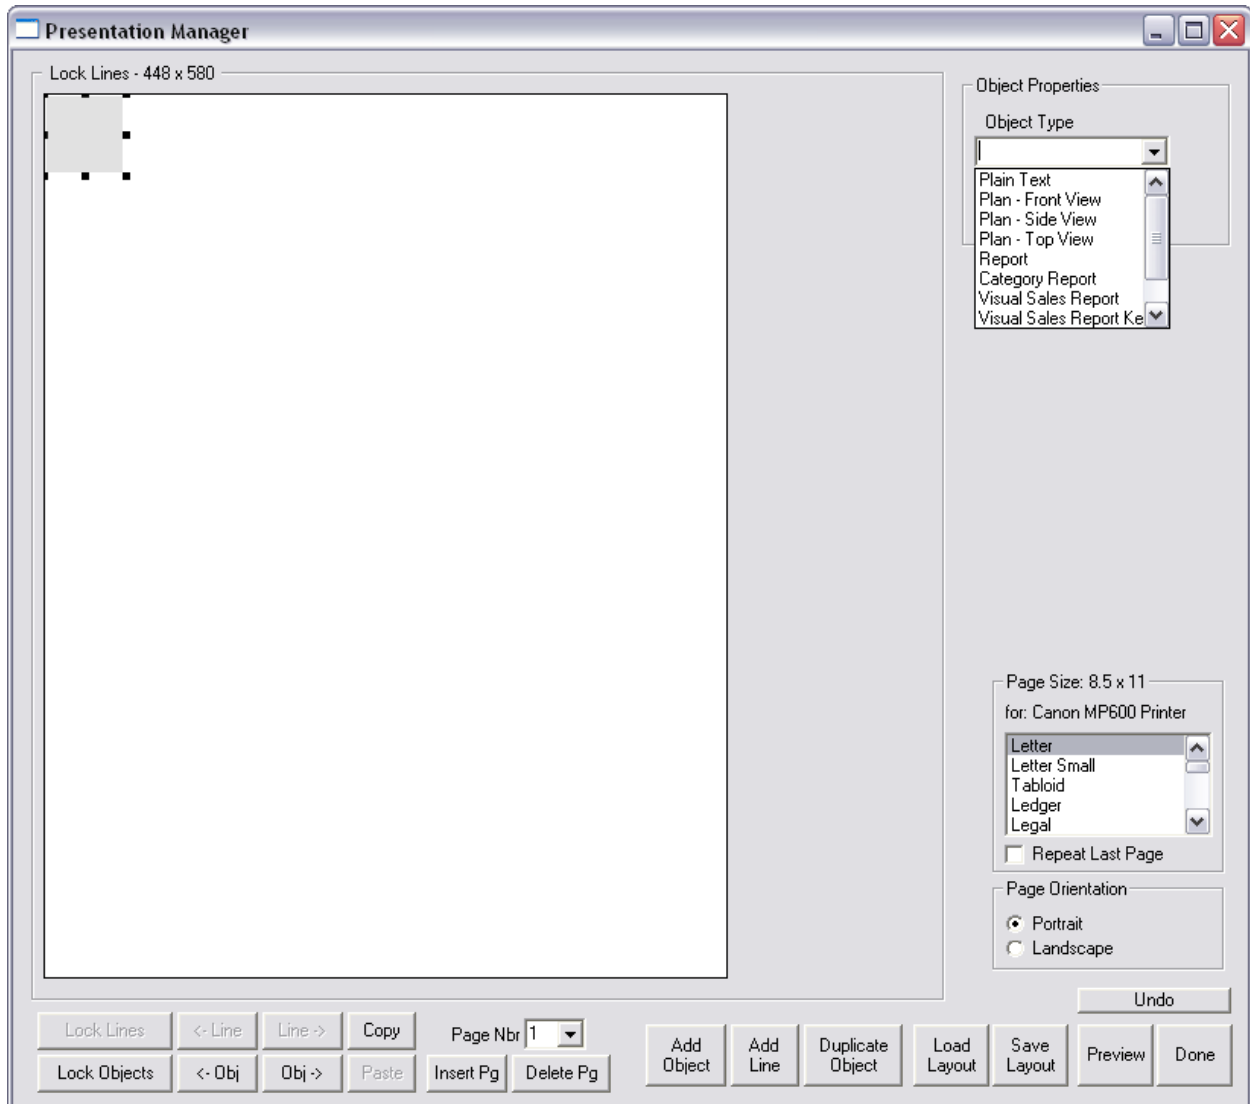 Presentation Manager
Lock Lines - 448 x 580
Object Properties
Object Type
Plain Text
Plan - Front View
Plan - Side View
Plan - Top View
Report
Category Report
Visual Sales Report
Visual Sales Report Ke
Page Size: 8.5 x 11
for: Canon MP600 Printer
Letter
Letter Small
Tabloid
Ledger
Legal
Repeat Last Page
Page Orientation
Portrait
Landscape
Undo
Lock Lines
<- Line
Line ->
Copy
Page Nbr 1
Lock Objects
<- Obj
Obj ->
Paste
Insert Pg
Delete Pg
Add
Object
Add
Line
Duplicate
Object
Load
Layout
Save
Layout
Preview
Done